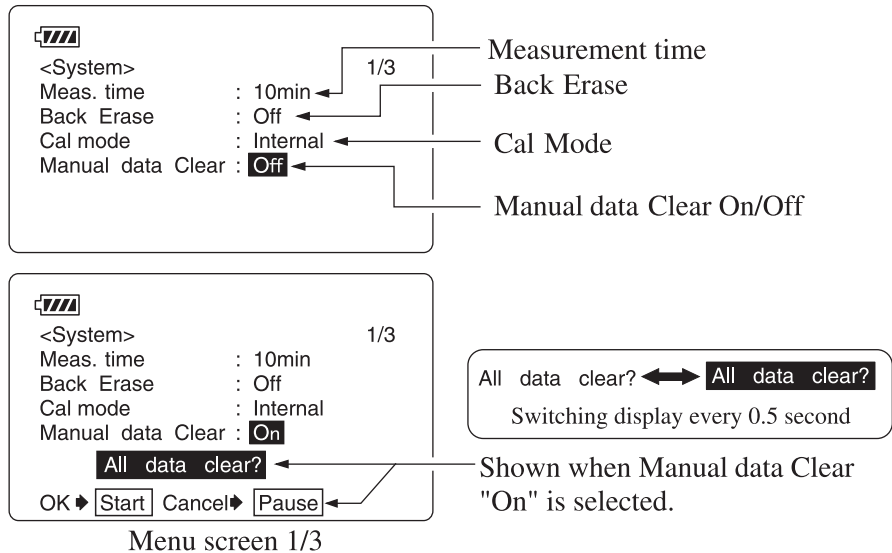 <System> 1/3
Meas. time : 10min
Back Erase : Off
Cal mode : Internal
Manual data Clear : Off
Measurement time
Back Erase
Cal Mode
Manual data Clear On/Off
<System> 1/3
Meas. time : 10min
Back Erase : Off
Cal mode : Internal
Manual data Clear : On
All data clear?
OK Start Cancel Pause
All data clear? All data clear?
Switching display every 0.5 second
Shown when Manual data Clear
"On" is selected.
Menu screen 1/3